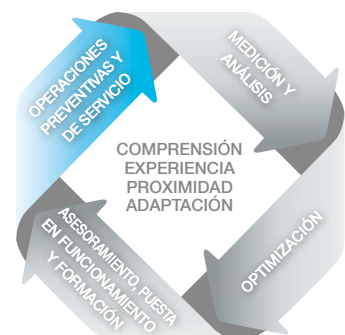 OPERACIONES
PREVENTIVAS Y
DE SERVICIO
MEDICIÓN Y
ANÁLISIS
COMPRENSIÓN
EXPERIENCIA
PROXIMIDAD
ADAPTACIÓN
OPTIMIZACIÓN
ASESORAMIENTO, PUESTA
EN FUNCIONAMIENTO
Y FORMACIÓN